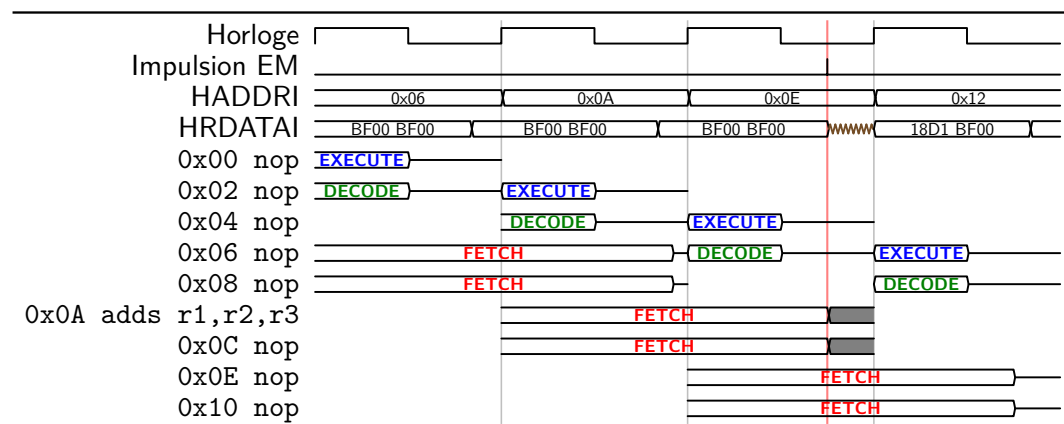 Horloge
Impulsion EM
HADDRI 0x06 0x0A 0x0E 0x12
HRDATAI BF00 BF00 BF00 BF00 BF00 BF00 18D1 BF00
0x00 nop EXECUTE
0x02 nop DECODE EXECUTE
0x04 nop DECODE EXECUTE
0x06 nop FETCH DECODE EXECUTE
0x08 nop FETCH DECODE
0x0A adds r1,r2,r3 FETCH
0x0C nop FETCH
0x0E nop FETCH
0x10 nop FETCH